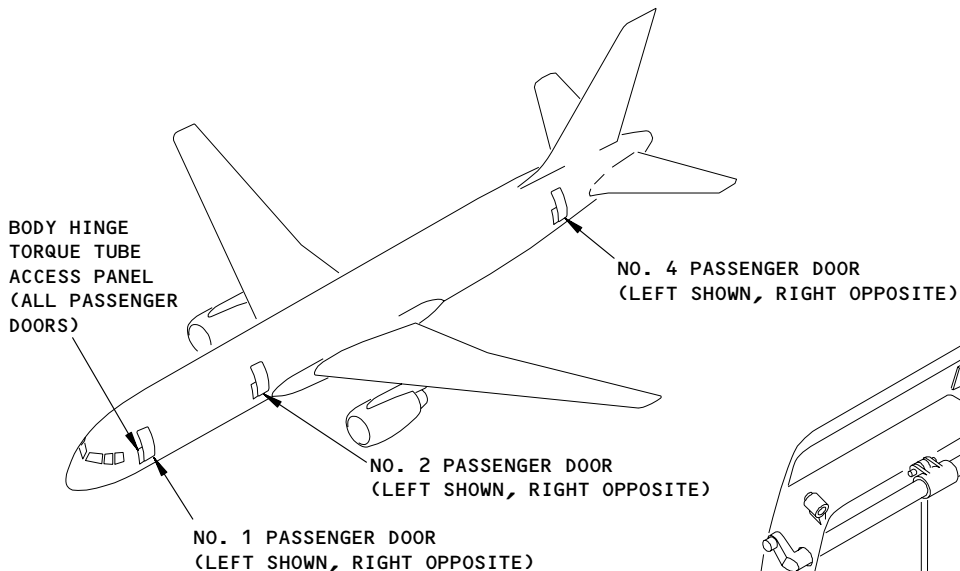 BODY HINGE
TORQUE TUBE
ACCESS PANEL
(ALL PASSENGER
DOORS)
NO. 4 PASSENGER DOOR
(LEFT SHOWN, RIGHT OPPOSITE)
NO. 2 PASSENGER DOOR
(LEFT SHOWN, RIGHT OPPOSITE)
NO. 1 PASSENGER DOOR
(LEFT SHOWN, RIGHT OPPOSITE)